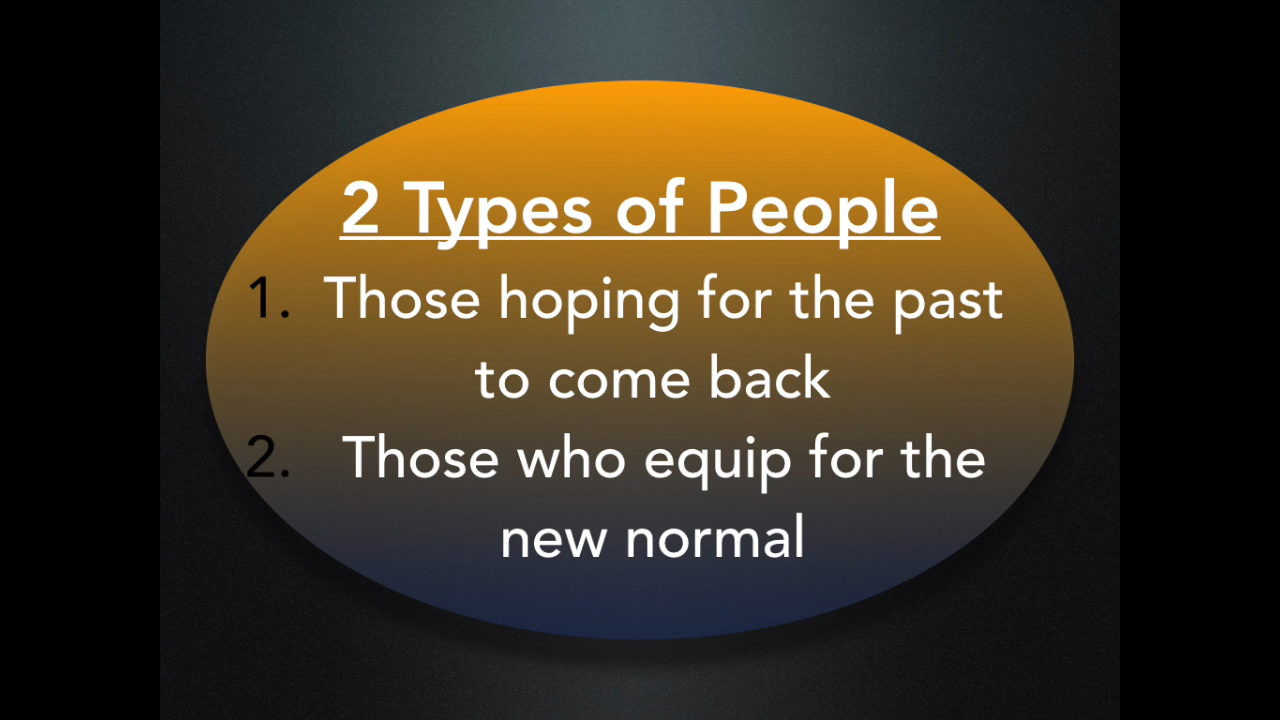 2 Types of People
1. Those hoping for the past
to come back
2. Those who equip for the
new normal